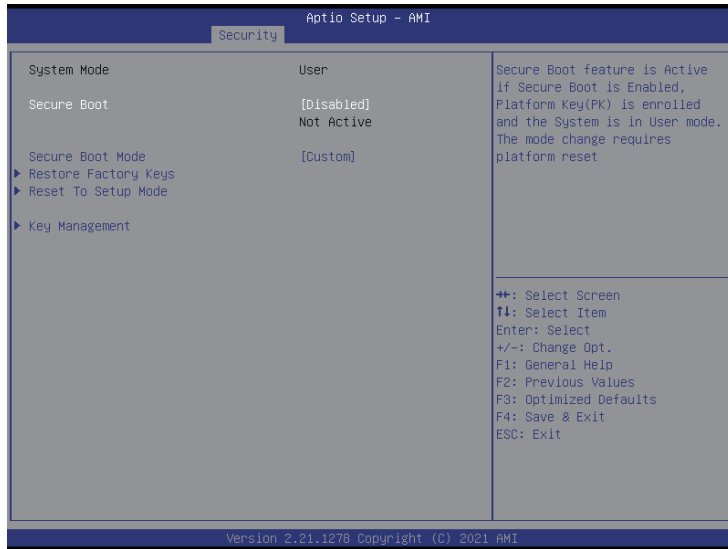 Aptio Setup - AMI
Security
System Mode User
Secure Boot [Disabled]
Not Active
Secure Boot Mode [Custom]
Restore Factory Keys
Reset To Setup Mode
Key Management
Secure Boot feature is Active
if Secure Boot is Enabled,
Platform Key(PK) is enrolled
and the System is in User mode.
The mode change requires
platform reset
→←: Select Screen
↑↓: Select Item
Enter: Select
+/-: Change Opt.
F1: General Help
F2: Previous Values
F3: Optimized Defaults
F4: Save & Exit
ESC: Exit
Version 2.21.1278 Copyright (C) 2021 AMI